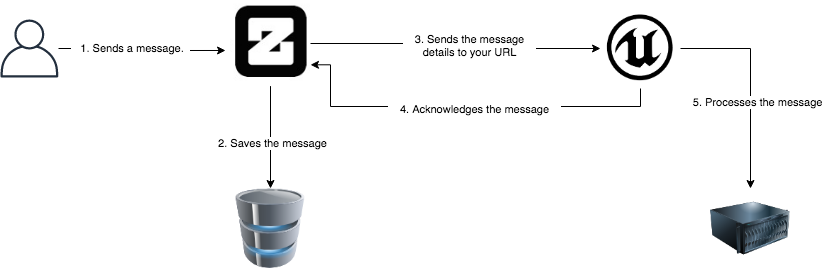 1. Sends a message.
3. Sends the message
details to your URL
4. Acknowledges the message
5. Processes the message
2. Saves the message